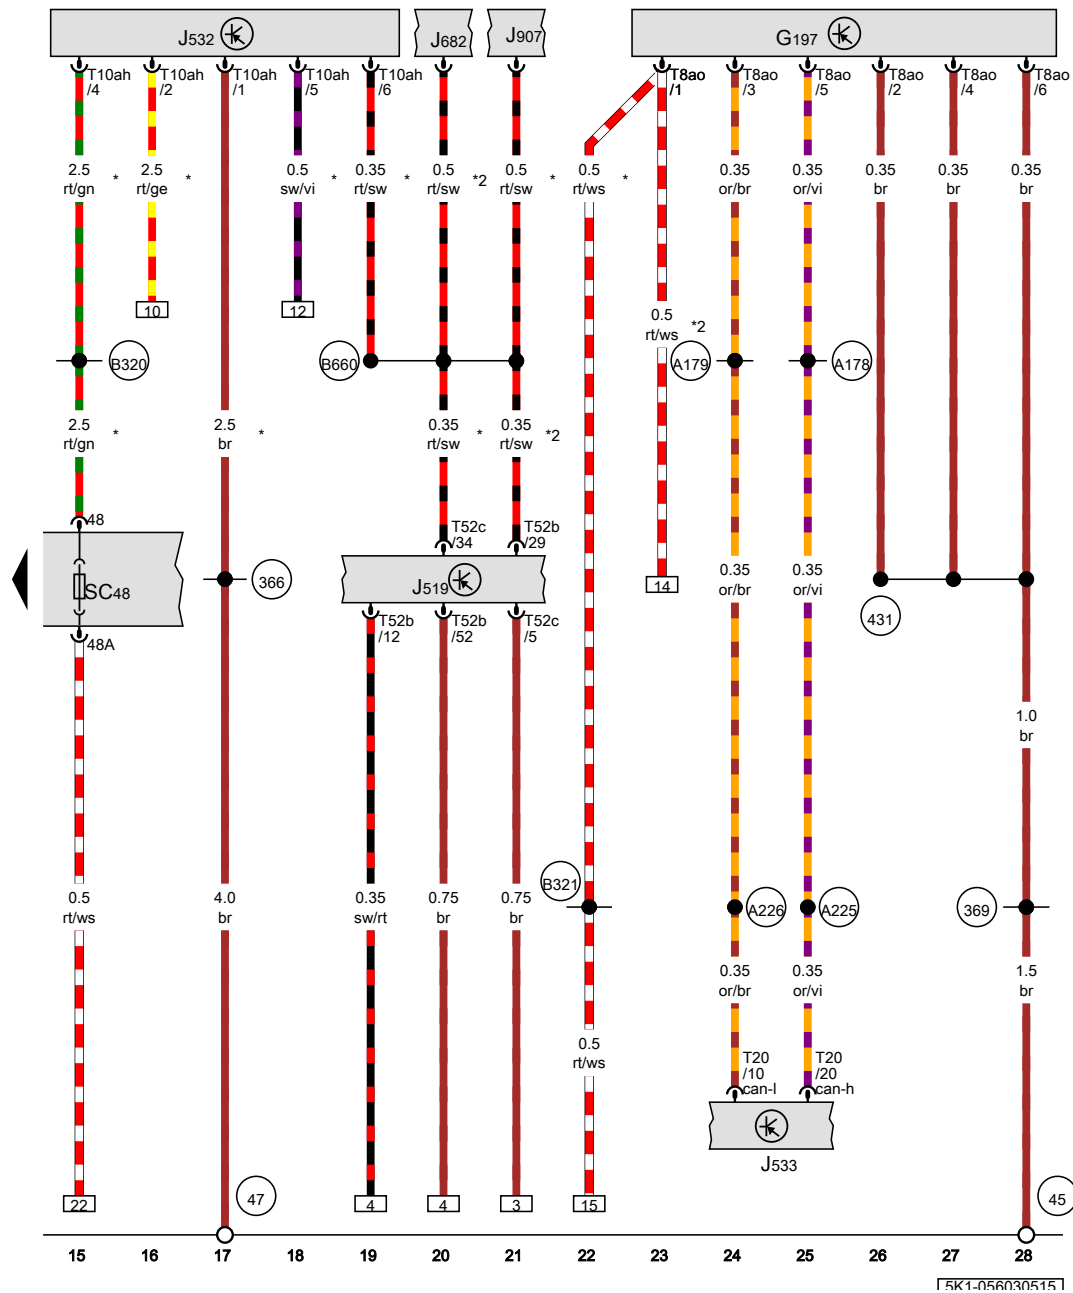 J532 J682 J907 G197
T10ah /4
T10ah /2
T10ah /1
T10ah /5
T10ah /6
T8ao /1
T8ao /3
T8ao /5
T8ao /2
T8ao /4
T8ao /6
2.5 rt/gn *
2.5 rt/ge *
0.5 sw/vi *
0.35 rt/sw *
0.5 rt/sw *2
0.5 rt/sw *
0.5 rt/ws *
0.35 or/br
0.35 or/vi
0.35 br
0.35 br
0.35 br
10
12
0.5 rt/ws *2
B320
B660
A179
A178
2.5 rt/gn *
2.5 br *
0.35 rt/sw *
0.35 rt/sw *2
48
T52c /34
T52b /29
SC48
366
J519
14
0.35 or/br
0.35 or/vi
431
48A
T52b /12
T52b /52
T52c /5
1.0 br
0.5 rt/ws
4.0 br
0.35 sw/rt
0.75 br
0.75 br
B321
A226
A225
369
0.35 or/br
0.35 or/vi
1.5 br
0.5 rt/ws
T20 /10 can-l
T20 /20 can-h
J533
22
47
4
4
3
15
45
15 16 17 18 19 20 21 22 23 24 25 26 27 28
5K1-056030515